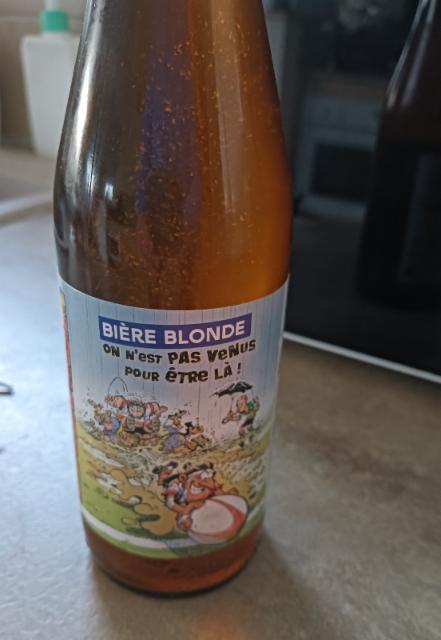 BIÈRE BLONDE
ON N'EST PAS VENUS
POUR ÊTRE LÀ !